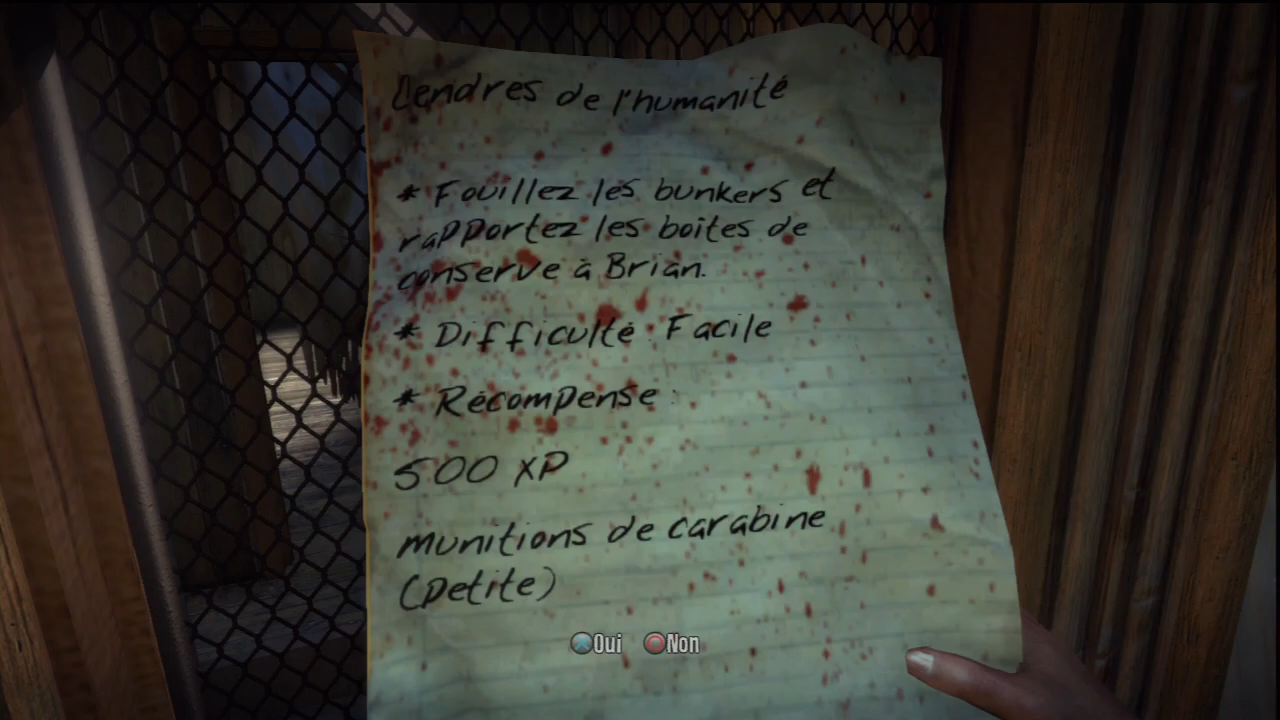 Cendres de l'humanité
* Fouillez les bunkers et
rapportez les boîtes de
conserve à Brian.
* Difficulté : Facile
* Récompense :
500 XP
munitions de carabine
(petite)
Oui Non